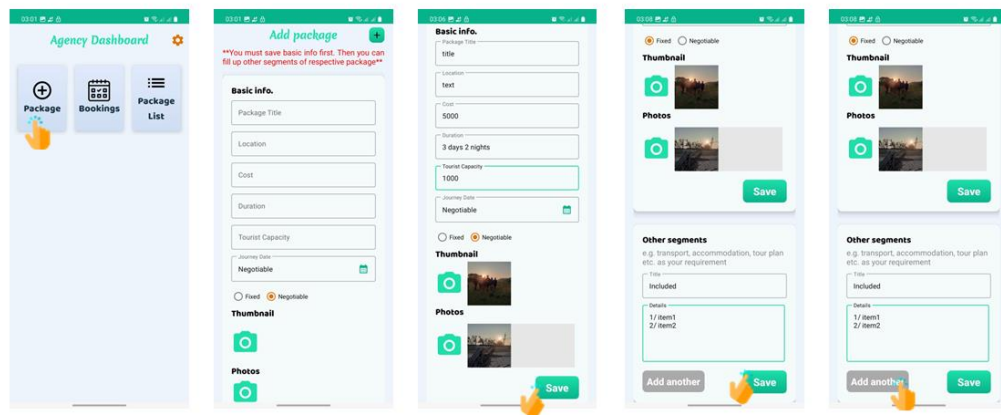 03:01
Agency Dashboard
Package
Bookings
Package
List
03:01
Add package
**You must save basic info first. Then you can
fill up other segments of respective package**
Basic info.
Package Title
Location
Cost
Duration
Tourist Capacity
Journey Date
Negotiable
Fixed
Negotiable
Thumbnail
Photos
03:06
Basic info.
Package Title
title
Location
text
Cost
5000
Duration
3 days 2 nights
Tourist Capacity
1000
Journey Date
Negotiable
Fixed
Negotiable
Thumbnail
Photos
Save
03:08
Fixed
Negotiable
Thumbnail
Photos
Save
Other segments
e.g. transport, accommodation, tour plan
etc. as your requirement
Title
Included
Details
1/ item1
2/ item2
Add another
Save
03:08
Fixed
Negotiable
Thumbnail
Photos
Save
Other segments
e.g. transport, accommodation, tour plan
etc. as your requirement
Title
Included
Details
1/ item1
2/ item2
Add another
Save